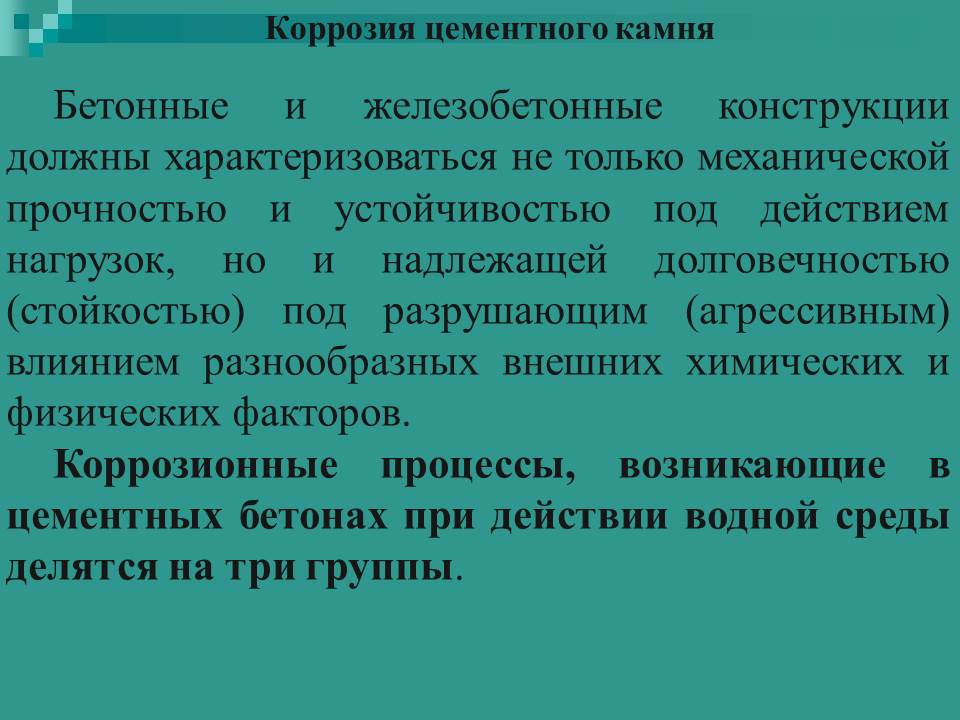 Коррозия цементного камня
Бетонные и железобетонные конструкции
должны характеризоваться не только механической
прочностью и устойчивостью под действием
нагрузок, но и надлежащей долговечностью
(стойкостью) под разрушающим (агрессивным)
влиянием разнообразных внешних химических и
физических факторов.
Коррозионные процессы, возникающие в
цементных бетонах при действии водной среды
делятся на три группы.